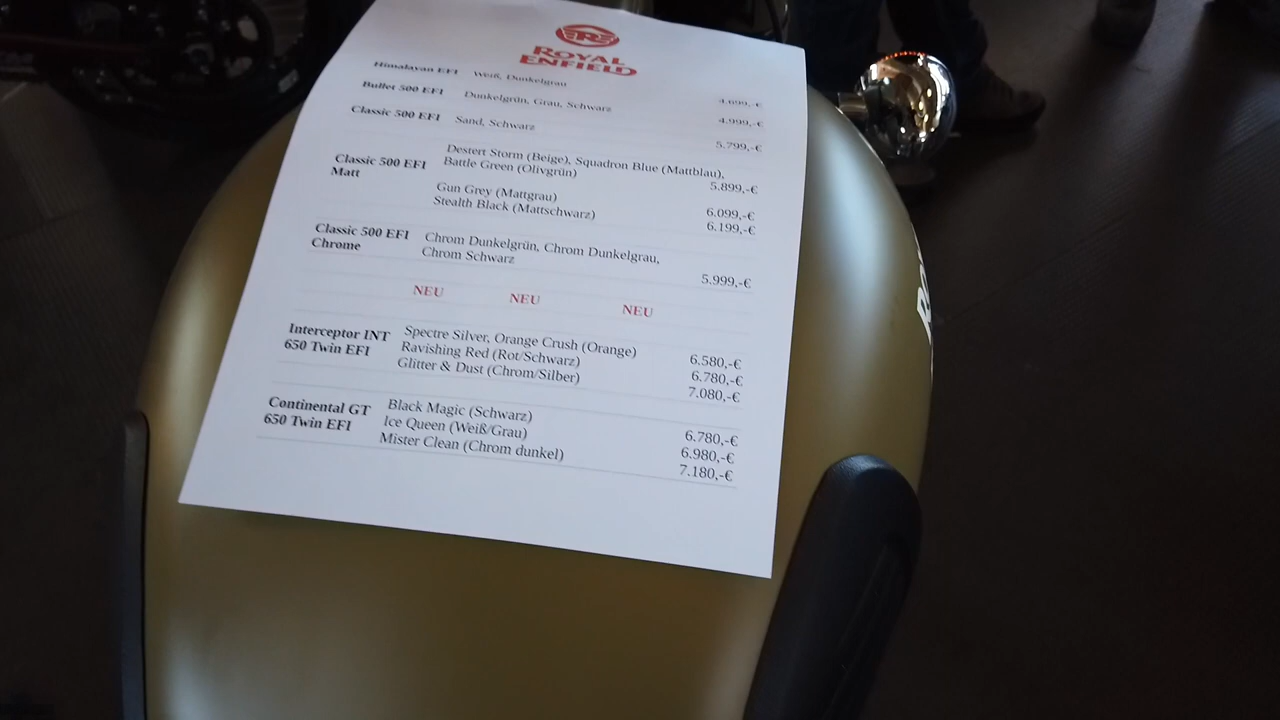 ROYAL
ENFIELD
Himalayan EFI Weiß, Dunkelgrau 4.699,-€
Bullet 500 EFI Dunkelgrün, Grau, Schwarz 4.999,-€
Classic 500 EFI Sand, Schwarz 5.799,-€
Classic 500 EFI Destert Storm (Beige), Squadron Blue (Mattblau),
Matt Battle Green (Olivgrün) 5.899,-€
Gun Grey (Mattgrau) 6.099,-€
Stealth Black (Mattschwarz) 6.199,-€
Classic 500 EFI Chrom Dunkelgrün, Chrom Dunkelgrau,
Chrome Chrom Schwarz 5.999,-€
NEU NEU NEU
Interceptor INT Spectre Silver, Orange Crush (Orange) 6.580,-€
650 Twin EFI Ravishing Red (Rot/Schwarz) 6.780,-€
Glitter & Dust (Chrom/Silber) 7.080,-€
Continental GT Black Magic (Schwarz) 6.780,-€
650 Twin EFI Ice Queen (Weiß/Grau) 6.980,-€
Mister Clean (Chrom dunkel) 7.180,-€